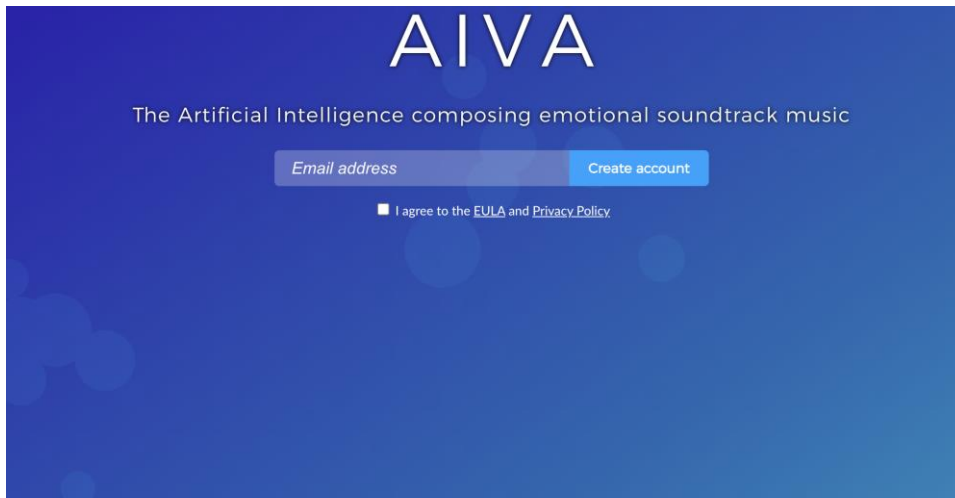 AIVA
The Artificial Intelligence composing emotional soundtrack music
Email address Create account
I agree to the EULA and Privacy Policy